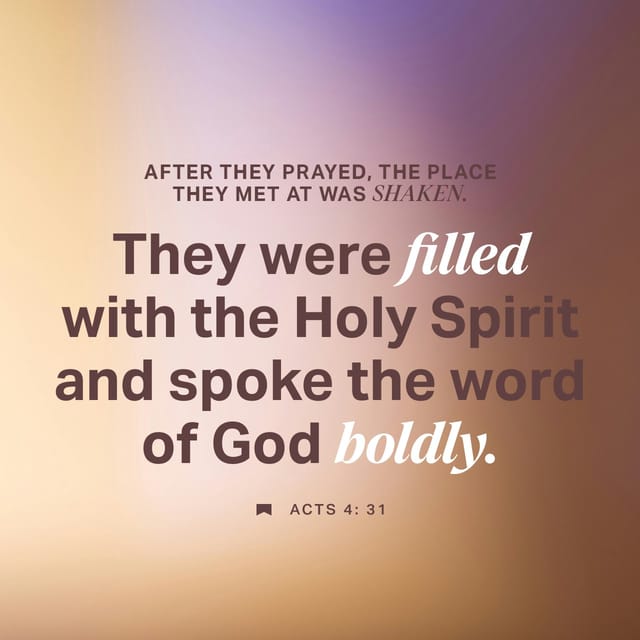 AFTER THEY PRAYED, THE PLACE
THEY MET AT WAS SHAKEN.
They were filled
with the Holy Spirit
and spoke the word
of God boldly.
ACTS 4: 31